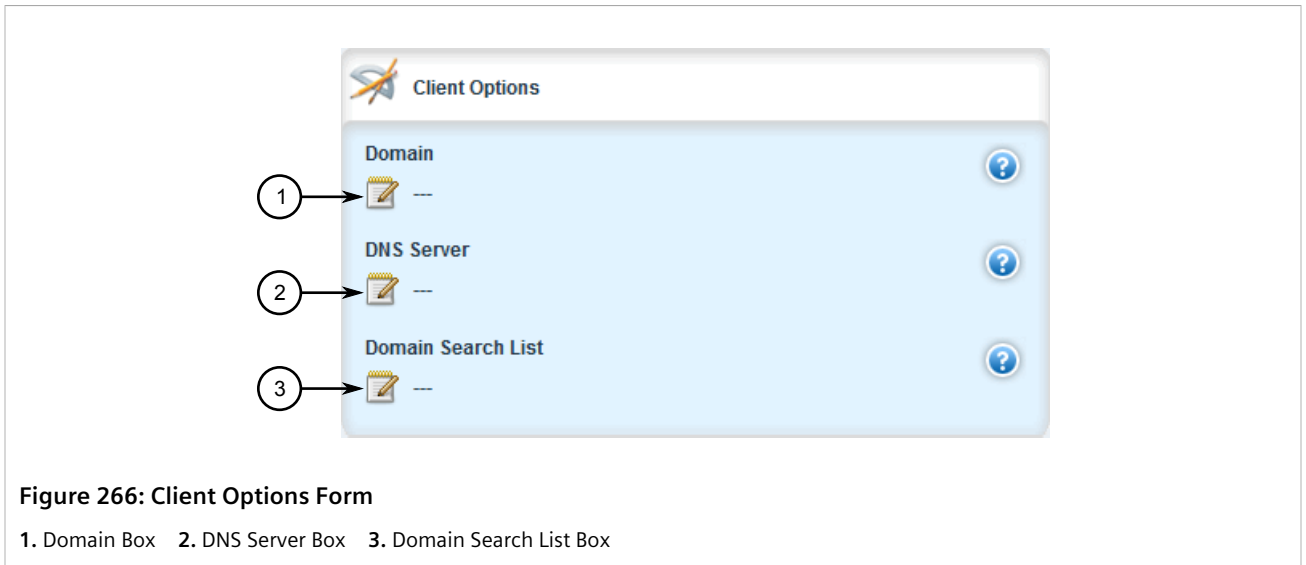 Client Options
Domain
1 ---
DNS Server
2 ---
Domain Search List
3 ---
Figure 266: Client Options Form
1. Domain Box 2. DNS Server Box 3. Domain Search List Box